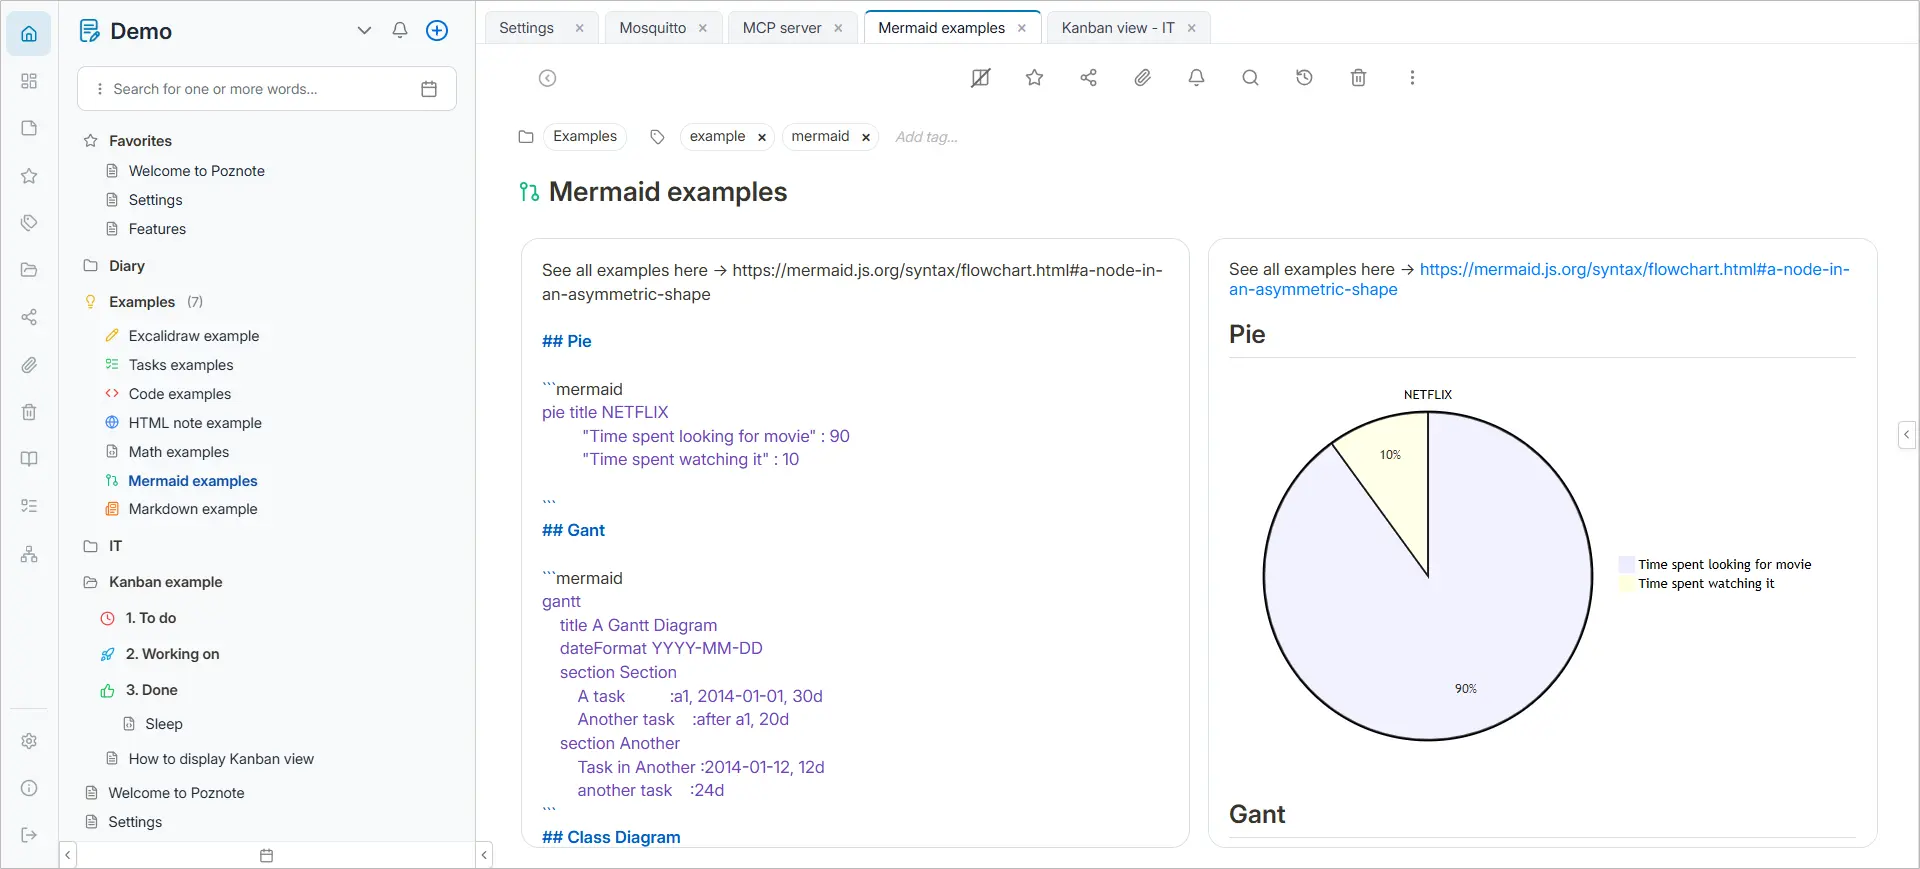 Demo
Search for one or more words...
Favorites
Welcome to Poznote
Settings
Features
Diary
Examples (7)
Excalidraw example
Tasks examples
Code examples
HTML note example
Math examples
Mermaid examples
Markdown example
IT
Kanban example
1. To do
2. Working on
3. Done
Sleep
How to display Kanban view
Welcome to Poznote
Settings
Settings × Mosquitto × MCP server × Mermaid examples × Kanban view - IT ×
Examples example × mermaid × Add tag...
Mermaid examples
See all examples here → https://mermaid.js.org/syntax/flowchart.html#a-node-in-
an-asymmetric-shape
## Pie
```mermaid
pie title NETFLIX
"Time spent looking for movie" : 90
"Time spent watching it" : 10
```
## Gant
```mermaid
gantt
title A Gantt Diagram
dateFormat YYYY-MM-DD
section Section
A task :a1, 2014-01-01, 30d
Another task :after a1, 20d
section Another
Task in Another :2014-01-12, 12d
another task :24d
```
## Class Diagram
See all examples here → https://mermaid.js.org/syntax/flowchart.html#a-node-in-
an-asymmetric-shape
Pie
NETFLIX
10%
90%
Time spent looking for movie
Time spent watching it
Gant